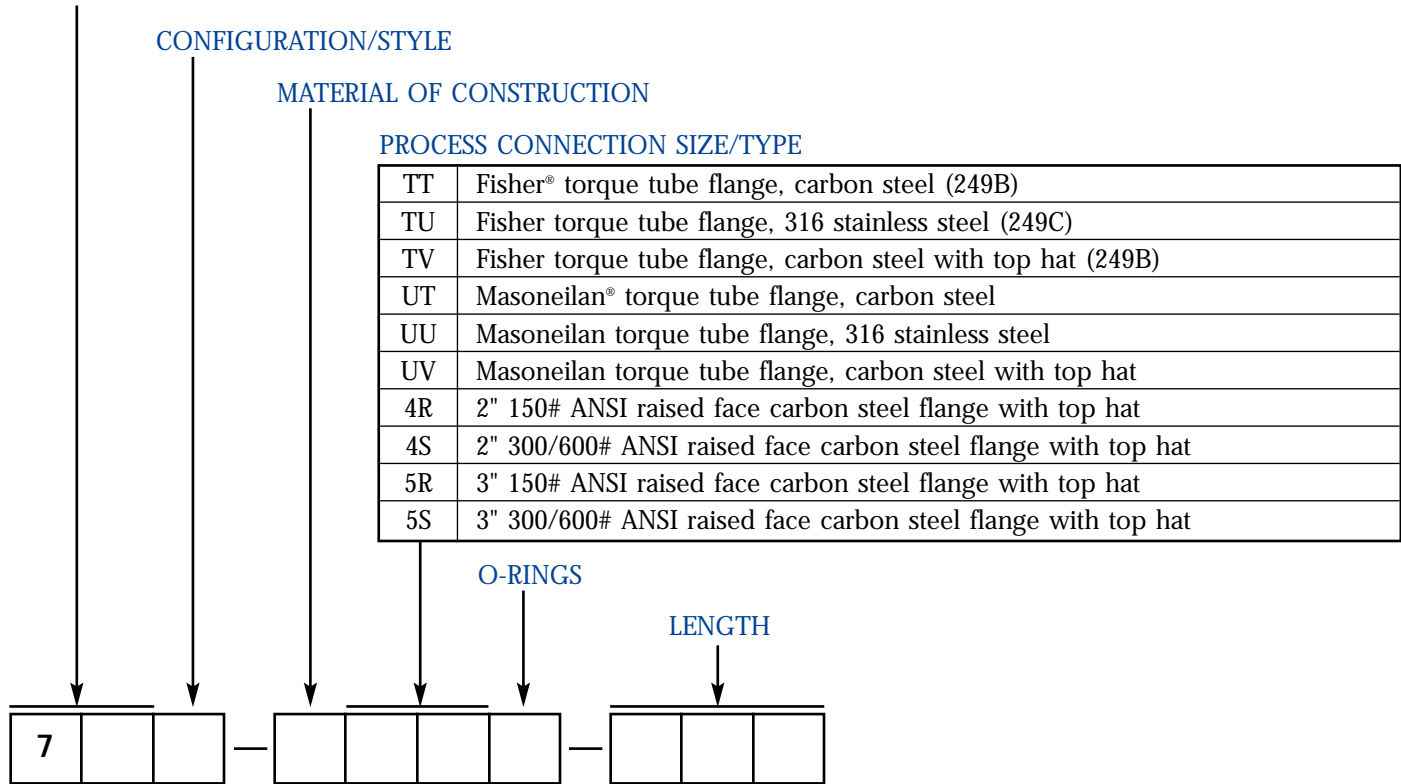 CONFIGURATION/STYLE
MATERIAL OF CONSTRUCTION
PROCESS CONNECTION SIZE/TYPE
TT Fisher® torque tube flange, carbon steel (249B)
TU Fisher torque tube flange, 316 stainless steel (249C)
TV Fisher torque tube flange, carbon steel with top hat (249B)
UT Masoneilan® torque tube flange, carbon steel
UU Masoneilan torque tube flange, 316 stainless steel
UV Masoneilan torque tube flange, carbon steel with top hat
4R 2" 150# ANSI raised face carbon steel flange with top hat
4S 2" 300/600# ANSI raised face carbon steel flange with top hat
5R 3" 150# ANSI raised face carbon steel flange with top hat
5S 3" 300/600# ANSI raised face carbon steel flange with top hat
O-RINGS
LENGTH
7 — —